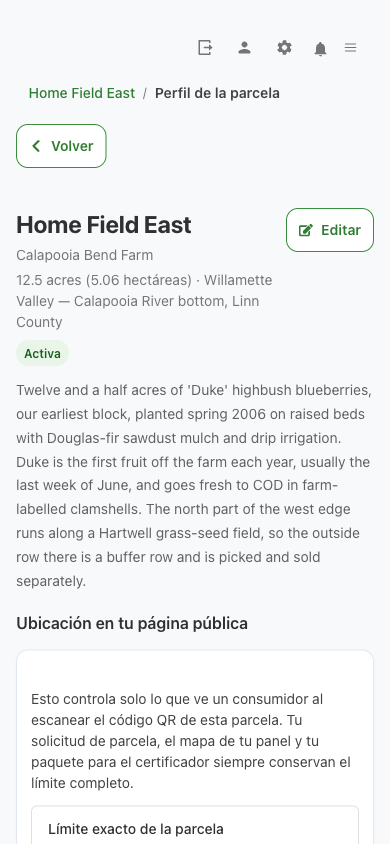 Home Field East / Perfil de la parcela
Volver
Home Field East
Editar
Calapooia Bend Farm
12.5 acres (5.06 hectáreas) · Willamette
Valley — Calapooia River bottom, Linn
County
Activa
Twelve and a half acres of 'Duke' highbush blueberries,
our earliest block, planted spring 2006 on raised beds
with Douglas-fir sawdust mulch and drip irrigation.
Duke is the first fruit off the farm each year, usually the
last week of June, and goes fresh to COD in farm-
labelled clamshells. The north part of the west edge
runs along a Hartwell grass-seed field, so the outside
row there is a buffer row and is picked and sold
separately.
Ubicación en tu página pública
Esto controla solo lo que ve un consumidor al
escanear el código QR de esta parcela. Tu
solicitud de parcela, el mapa de tu panel y tu
paquete para el certificador siempre conservan el
límite completo.
Límite exacto de la parcela